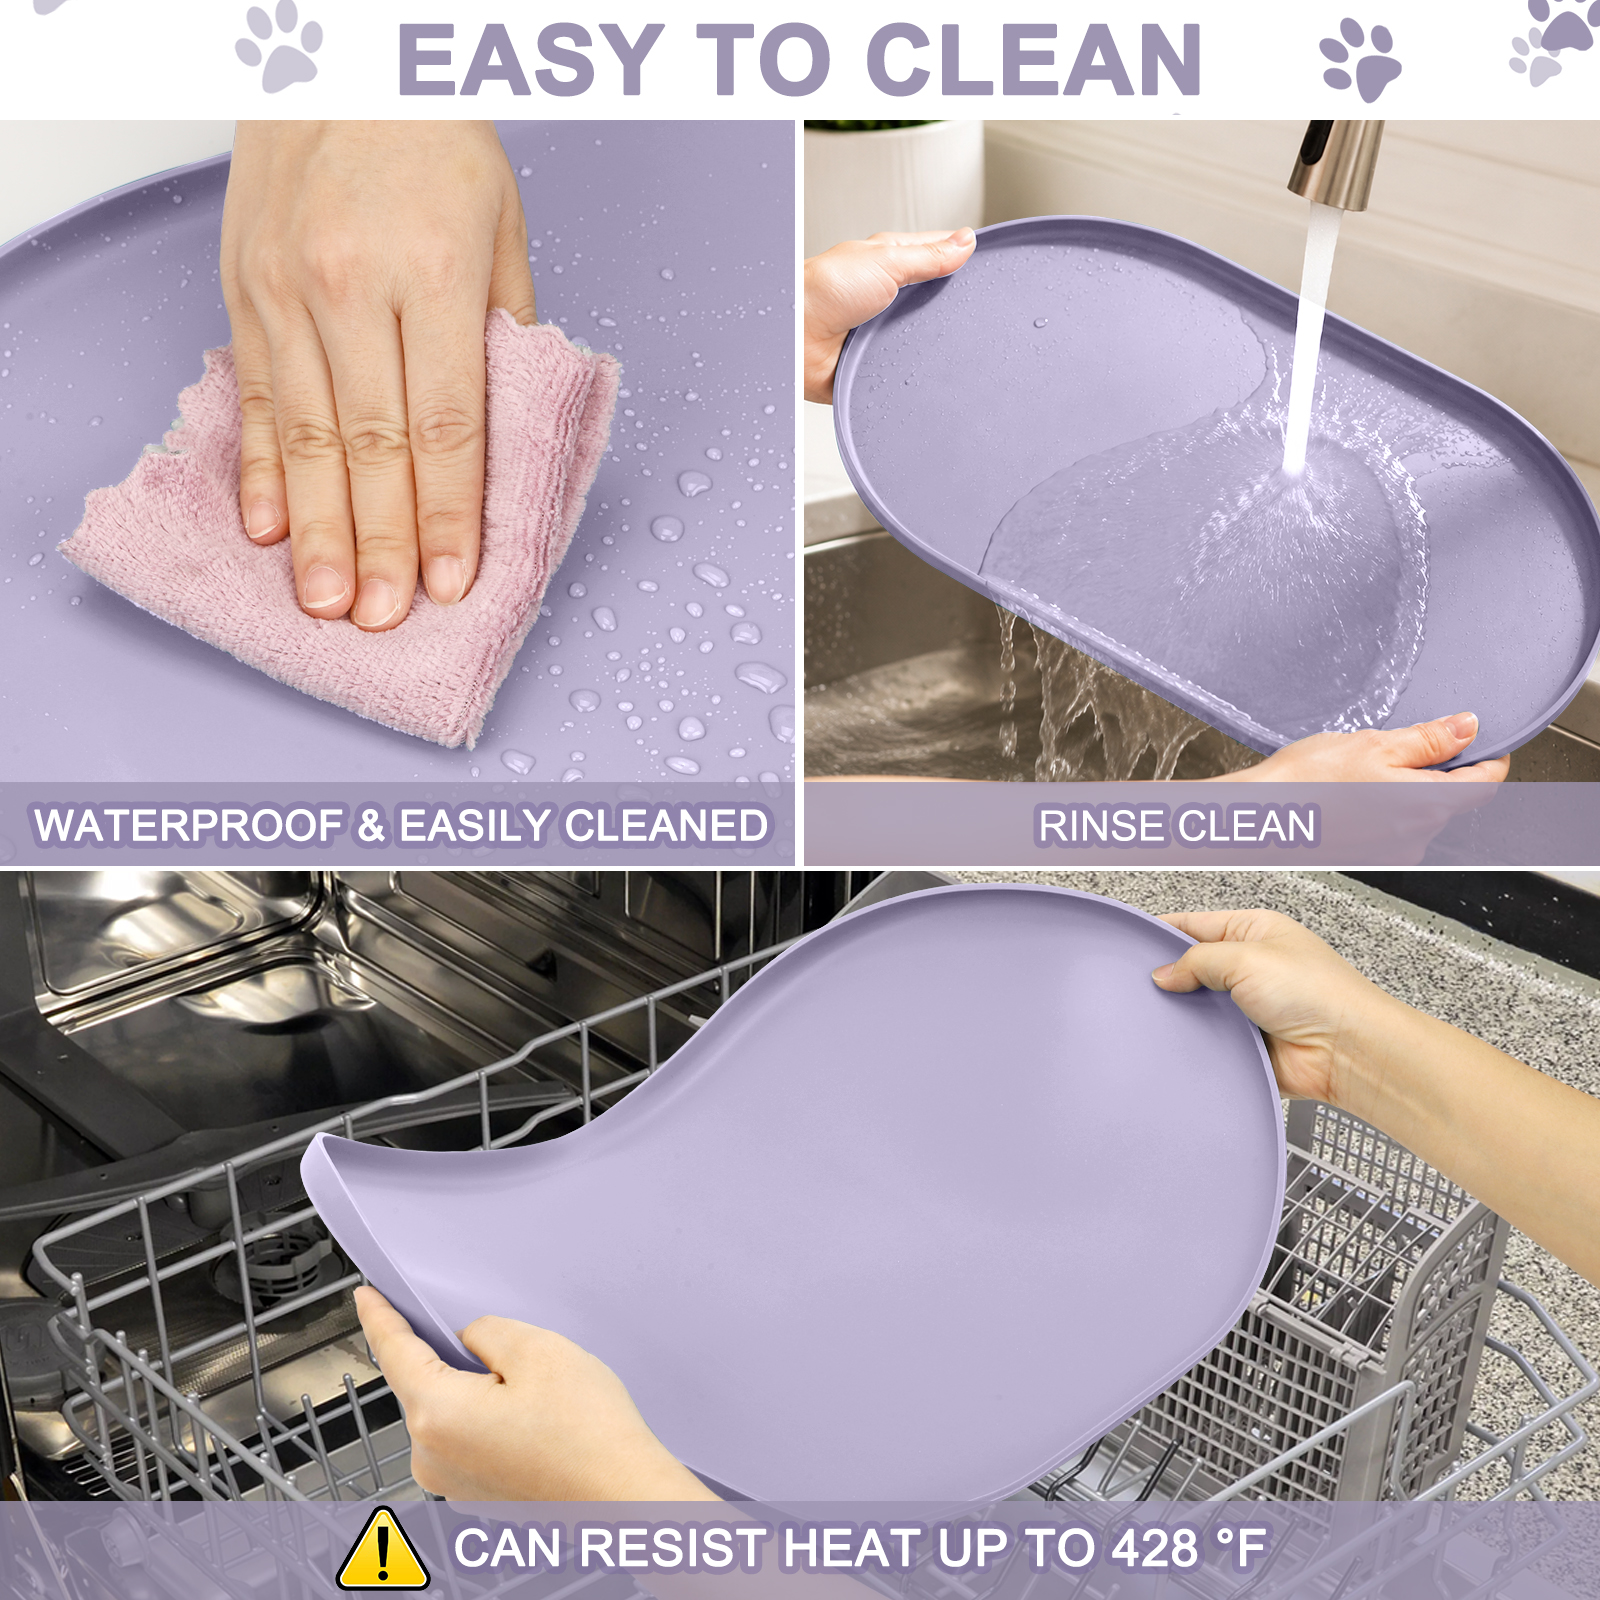 EASY TO CLEAN
WATERPROOF & EASILY CLEANED
RINSE CLEAN
CAN RESIST HEAT UP TO 428 °F